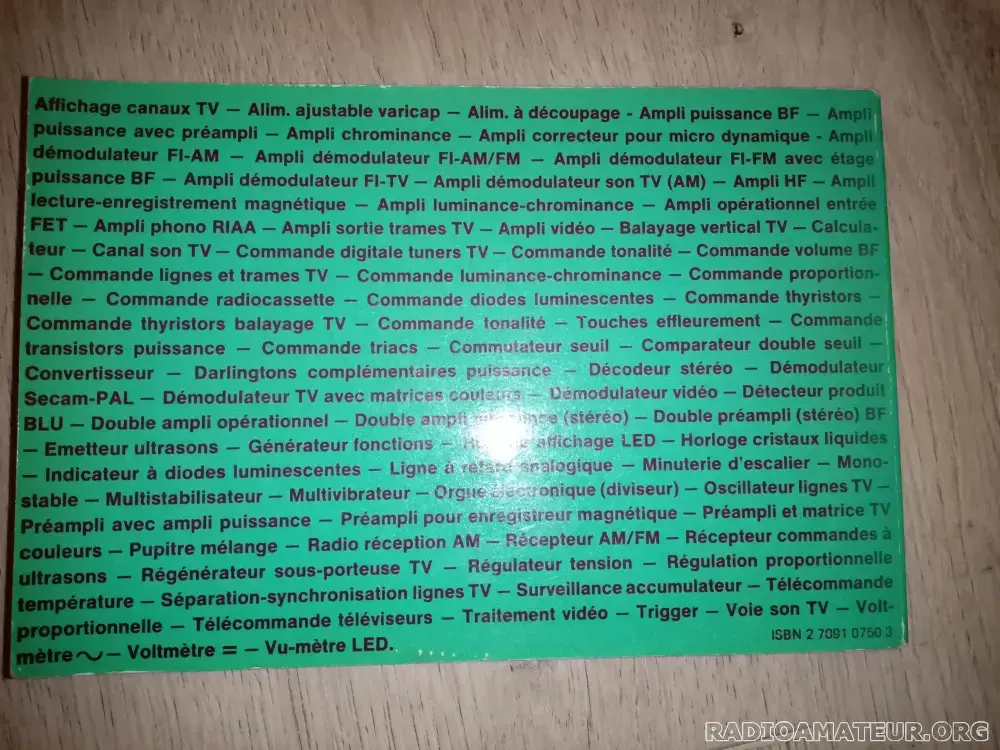 Affichage canaux TV — Alim. ajustable varicap — Alim. à découpage - Ampli puissance BF — Ampli
puissance avec préampli — Ampli chrominance — Ampli correcteur pour micro dynamique - Ampli
démodulateur FI-AM — Ampli démodulateur FI-AM/FM — Ampli démodulateur FI-FM avec étage
puissance BF — Ampli démodulateur FI-TV — Ampli démodulateur son TV (AM) — Ampli HF — Ampli
lecture-enregistrement magnétique — Ampli luminance-chrominance — Ampli opérationnel entrée
FET — Ampli phono RIAA — Ampli sortie trames TV — Ampli vidéo — Balayage vertical TV — Calcula-
teur — Canal son TV — Commande digitale tuners TV — Commande tonalité — Commande volume BF
— Commande lignes et trames TV — Commande luminance-chrominance — Commande proportion-
nelle — Commande radiocassette — Commande diodes luminescentes — Commande thyristors —
Commande thyristors balayage TV — Commande tonalité — Touches effleurement — Commande
transistors puissance — Commande triacs — Commutateur seuil — Comparateur double seuil —
Convertisseur — Darlingtons complémentaires puissance — Décodeur stéréo — Démodulateur
Secam-PAL — Démodulateur TV avec matrices couleurs — Démodulateur vidéo — Détecteur produit
BLU — Double ampli opérationnel — Double ampli (stéréo) — Double préampli (stéréo) BF
— Emetteur ultrasons — Générateur fonctions — affichage LED — Horloge cristaux liquides
— Indicateur à diodes luminescentes — Ligne à retard analogique — Minuterie d'escalier — Mono-
stable — Multistabilisateur — Multivibrateur — Orgue électronique (diviseur) — Oscillateur lignes TV —
Préampli avec ampli puissance — Préampli pour enregistreur magnétique — Préampli et matrice TV
couleurs — Pupitre mélange — Radio réception AM — Récepteur AM/FM — Récepteur commandes à
ultrasons — Régénérateur sous-porteuse TV — Régulateur tension — Régulation proportionnelle
température — Séparation-synchronisation lignes TV — Surveillance accumulateur — Télécommande
proportionnelle — Télécommande téléviseurs — Traitement vidéo — Trigger — Voie son TV — Volt-
mètre ∼ — Voltmètre = — Vu-mètre LED.
ISBN 2 7091 0750 3
RADIOAMATEUR.ORG